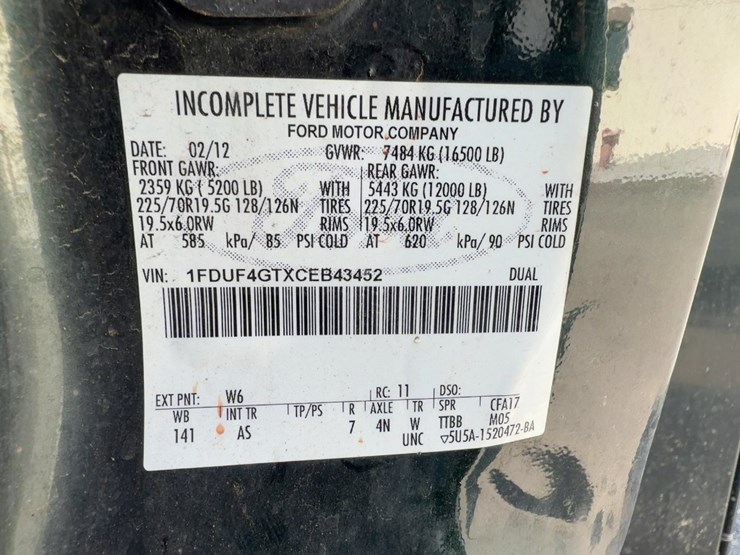 INCOMPLETE VEHICLE MANUFACTURED BY
FORD MOTOR COMPANY
DATE: 02/12 GVWR: 7484 KG (16500 LB)
FRONT GAWR: REAR GAWR:
2359 KG ( 5200 LB) WITH 5443 KG (12000 LB) WITH
225/70R19.5G 128/126N TIRES 225/70R19.5G 128/126N TIRES
19.5x6.0RW RIMS 19.5x6.0RW RIMS
AT 585 kPa/ 85 PSI COLD AT 620 kPa/ 90 PSI COLD
VIN: 1FDUF4GTXCEB43452 DUAL
EXT PNT: W6 RC: 11 DSO:
WB INT TR TP/PS R AXLE TR SPR CFA17
141 AS 7 4N W TTBB M05
UNC ▽5U5A-1520472-BA